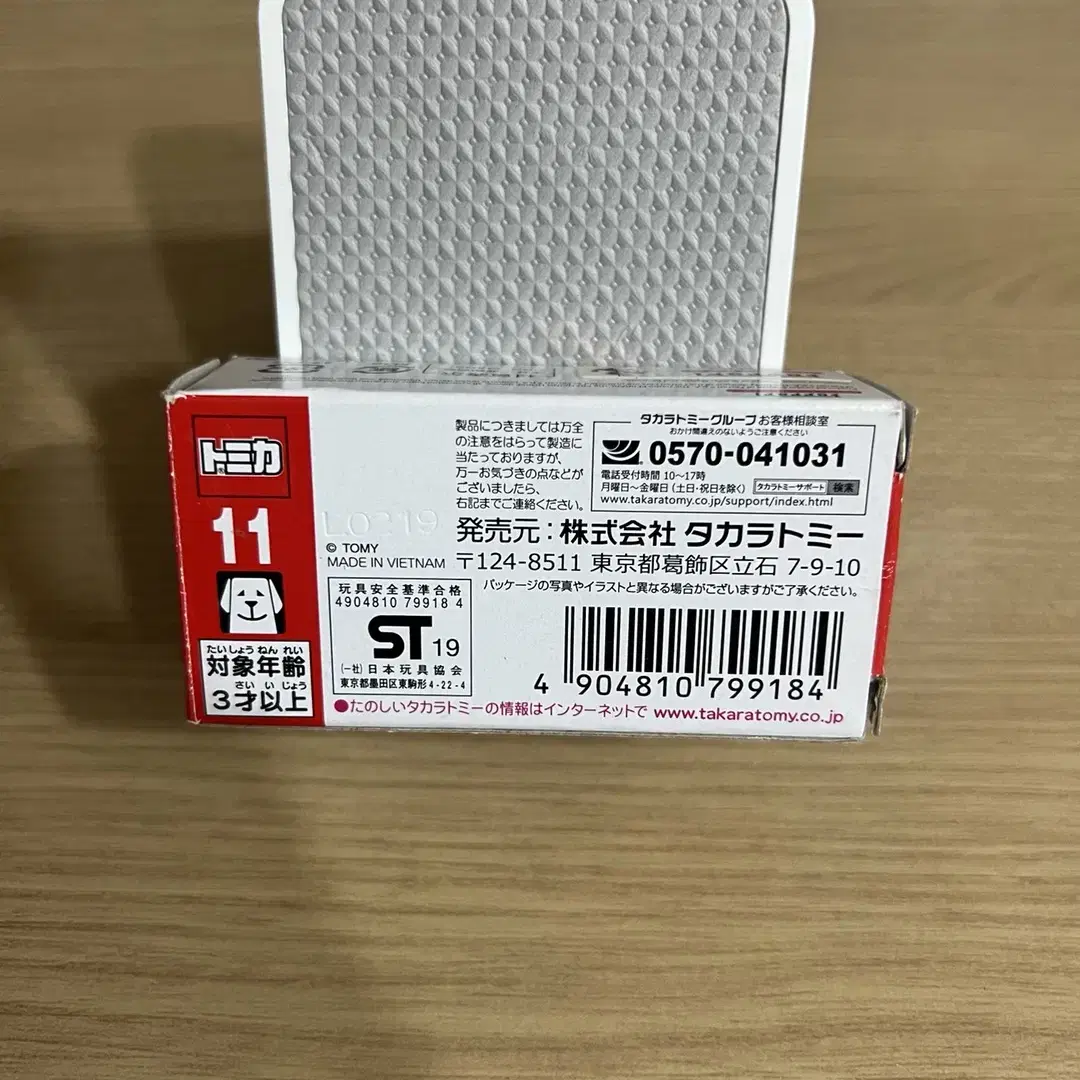 トミカ
11
たいしょうねんれい
対象年齢
さいいじょう
3才以上
L0219
© TOMY
MADE IN VIETNAM
玩具安全基準合格
4904810 79918 4
ST 19
(一社)日本玩具協会
東京都墨田区東駒形4-22-4
製品につきましては万全
の注意をはらって製造に
当たっておりますが、
万一お気づきの点などが
ございましたら、
右記までご連絡ください。
タカラトミーグループお客様相談室
おかけ間違えのないようご注意ください
0570-041031
電話受付時間 10〜17時
月曜日〜金曜日(土日・祝日を除く) タカラトミーサポート 検索
www.takaratomy.co.jp/support/index.html
発売元:株式会社 タカラトミー
〒124-8511 東京都葛飾区立石 7-9-10
パッケージの写真やイラストと異なる場合がございますがご了承ください。
4 904810 799184
●たのしいタカラトミーの情報はインターネットで www.takaratomy.co.jp